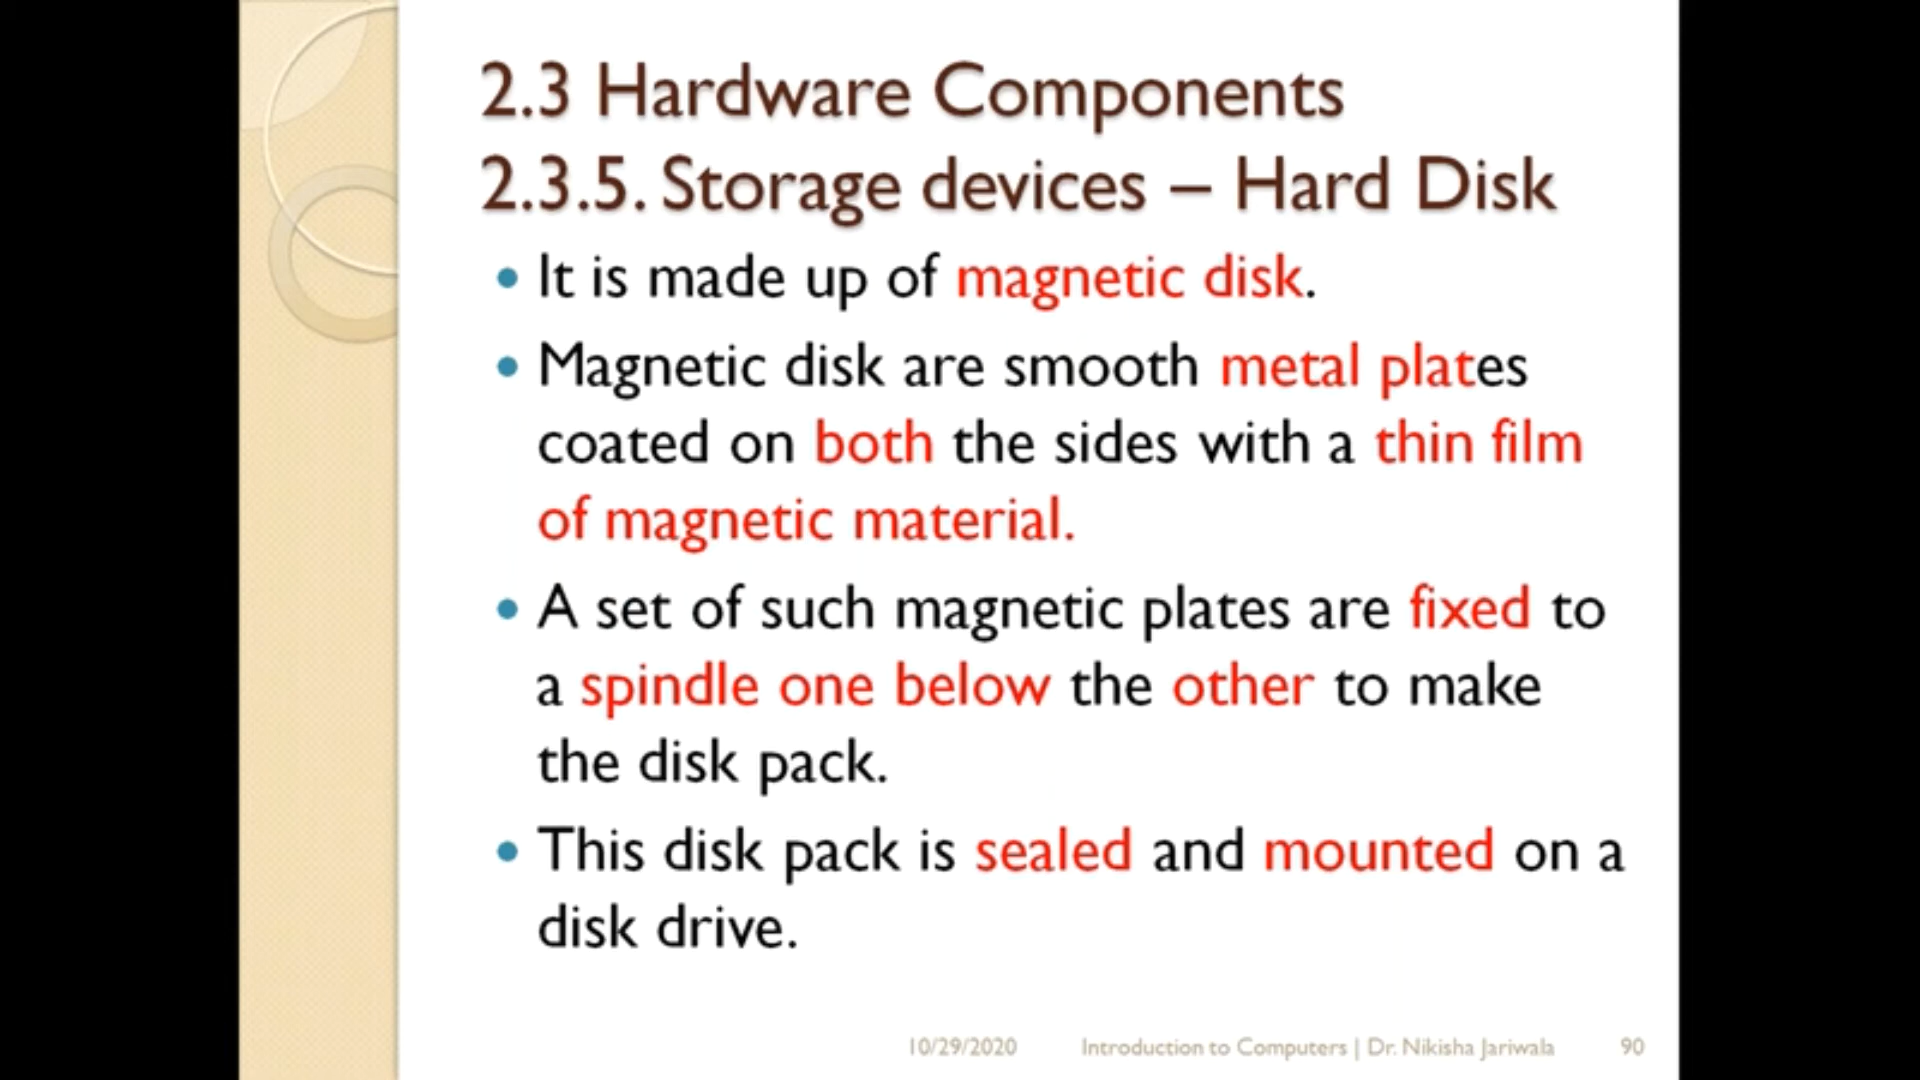 2.3 Hardware Components
2.3.5. Storage devices – Hard Disk
• It is made up of magnetic disk.
• Magnetic disk are smooth metal plates
coated on both the sides with a thin film
of magnetic material.
• A set of such magnetic plates are fixed to
a spindle one below the other to make
the disk pack.
• This disk pack is sealed and mounted on a
disk drive.
10/29/2020 Introduction to Computers | Dr. Nikisha Jariwala 90